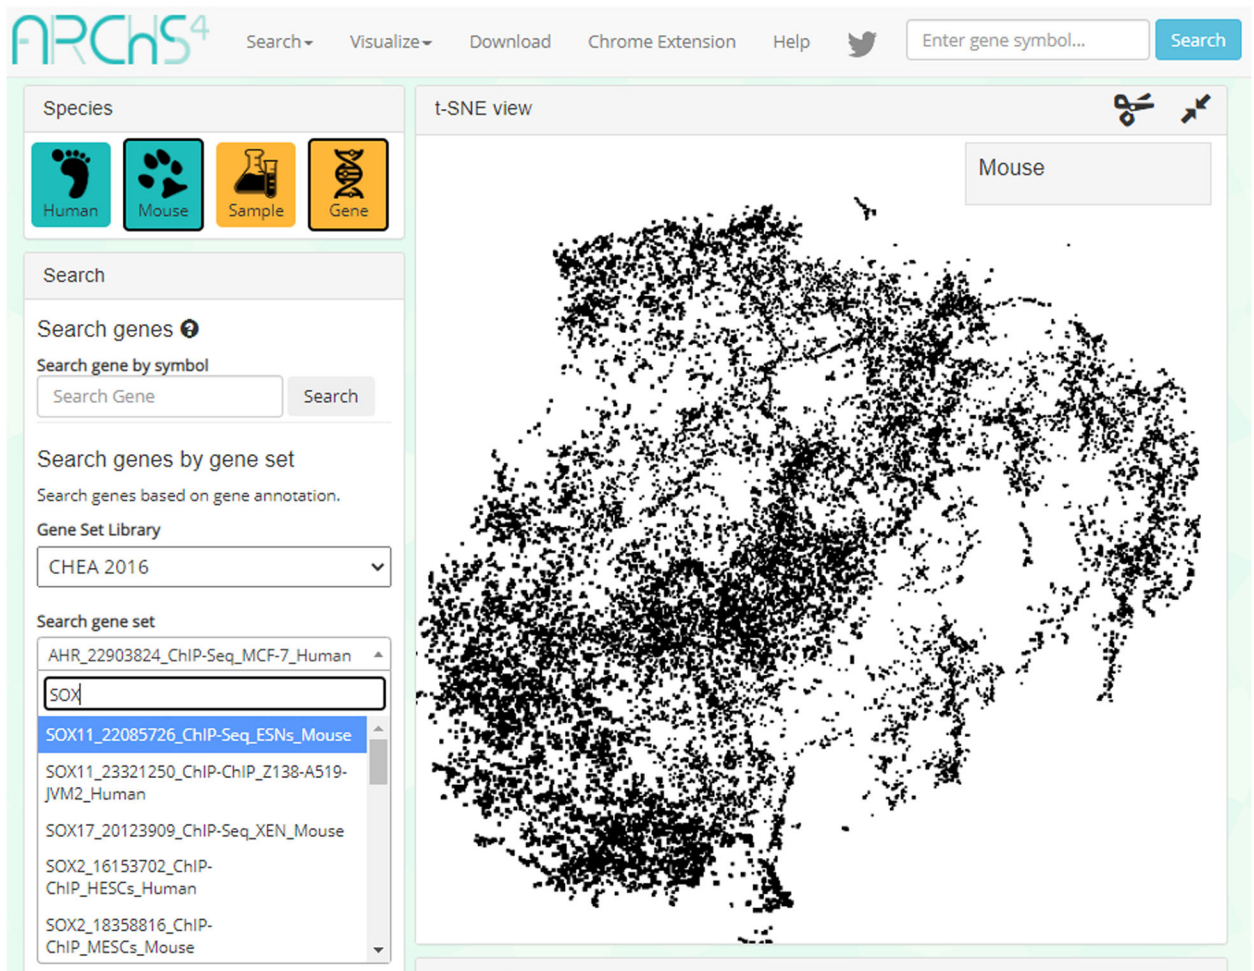 ARCHS4
Search Visualize Download Chrome Extension Help Enter gene symbol... Search
Species
Human Mouse Sample Gene
Search
Search genes ?
Search gene by symbol
Search Gene Search
Search genes by gene set
Search genes based on gene annotation.
Gene Set Library
CHEA 2016
Search gene set
AHR_22903824_ChIP-Seq_MCF-7_Human
SOX
SOX11_22085726_ChIP-Seq_ESNs_Mouse
SOX11_23321250_ChIP-ChIP_Z138-A519-
JVM2_Human
SOX17_20123909_ChIP-Seq_XEN_Mouse
SOX2_16153702_ChIP-
ChIP_HESCs_Human
SOX2_18358816_ChIP-
ChIP_MESCs_Mouse
t-SNE view
Mouse